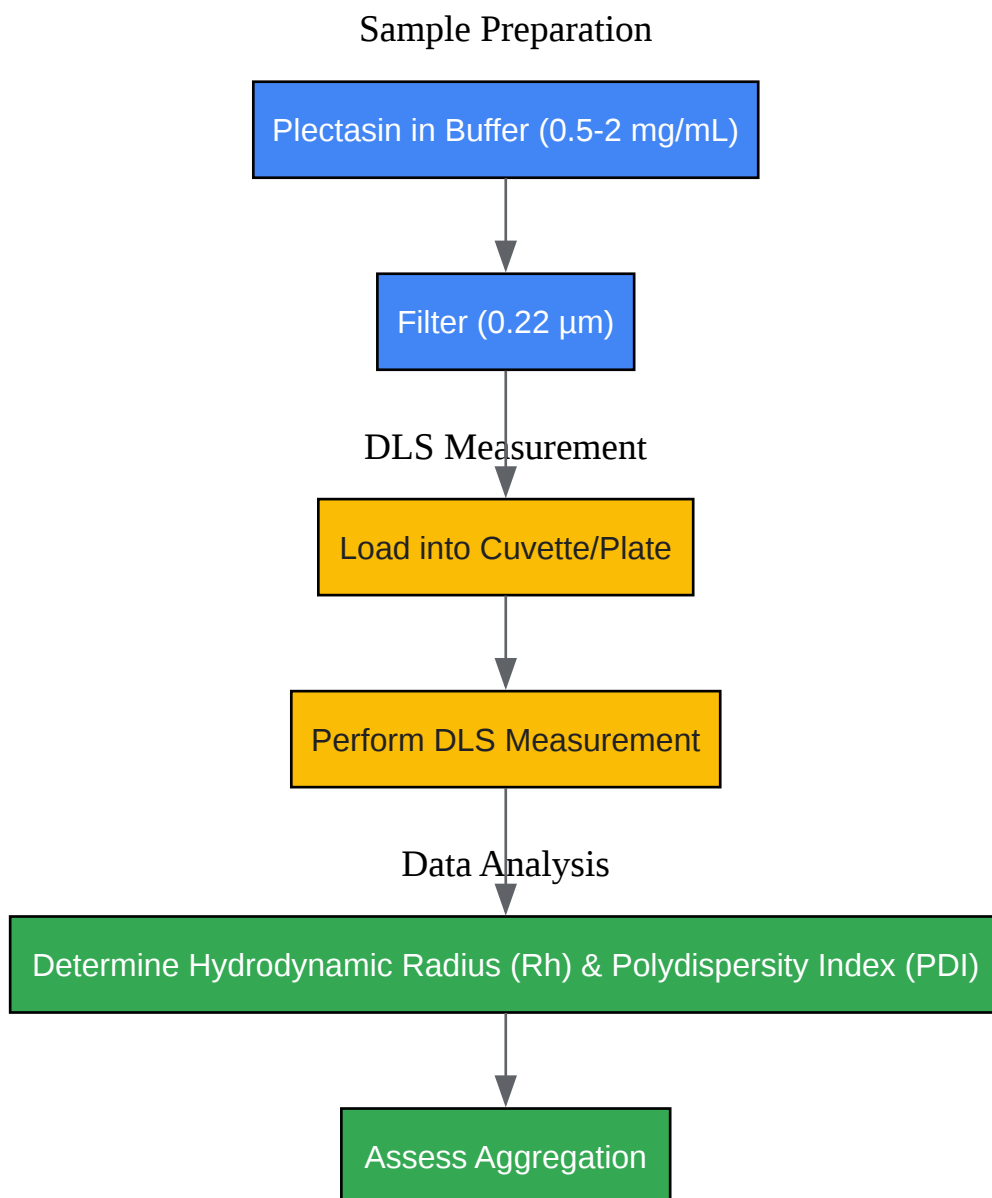 Sample Preparation
Plectasin in Buffer (0.5-2 mg/mL)
Filter (0.22 µm)
DLS Measurement
Load into Cuvette/Plate
Perform DLS Measurement
Data Analysis
Determine Hydrodynamic Radius (Rh) & Polydispersity Index (PDI)
Assess Aggregation